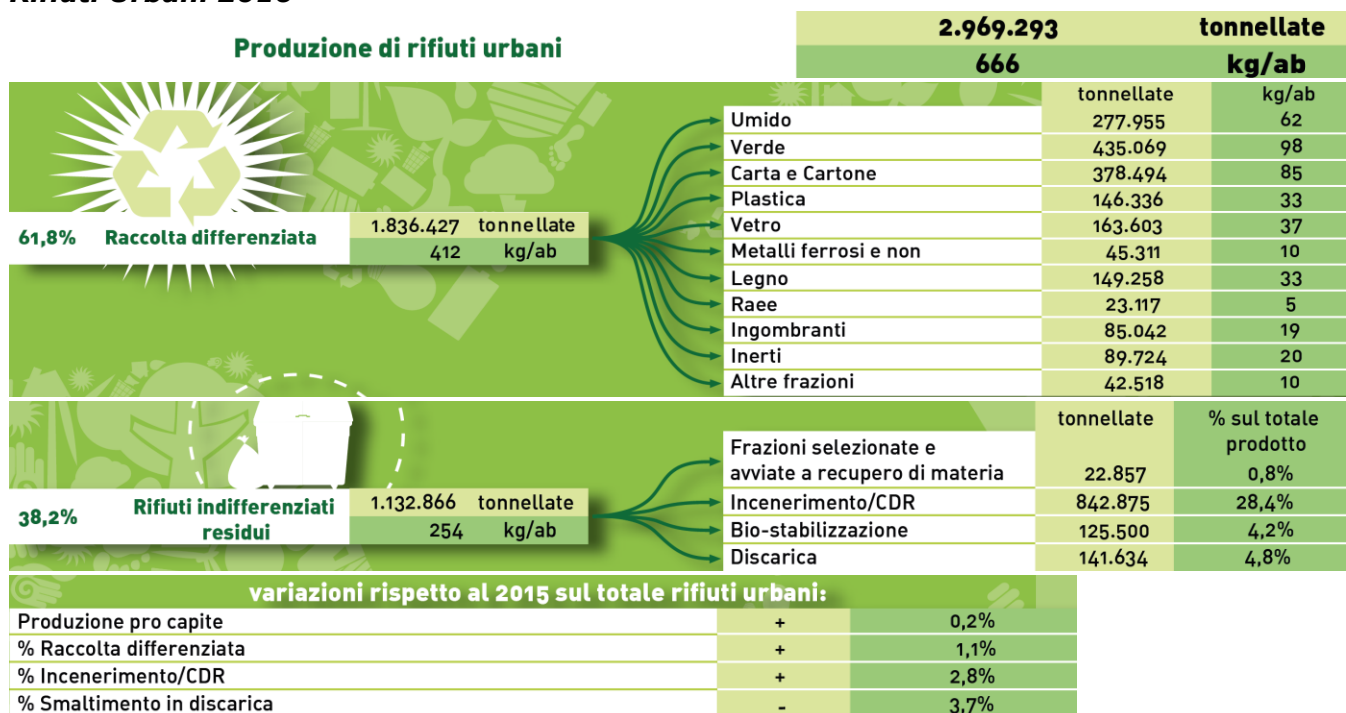 Rifiuti Urbani 2016
Produzione di rifiuti urbani
2.969.293 tonnellate
666 kg/ab
tonnellate kg/ab
Umido 277.955 62
Verde 435.069 98
Carta e Cartone 378.494 85
Plastica 146.336 33
Vetro 163.603 37
Metalli ferrosi e non 45.311 10
Legno 149.258 33
Raee 23.117 5
Ingombranti 85.042 19
Inerti 89.724 20
Altre frazioni 42.518 10
61,8% Raccolta differenziata
1.836.427 tonnellate
412 kg/ab
tonnellate % sul totale
prodotto
Frazioni selezionate e
avviate a recupero di materia 22.857 0,8%
Incenerimento/CDR 842.875 28,4%
Bio-stabilizzazione 125.500 4,2%
Discarica 141.634 4,8%
38,2% Rifiuti indifferenziati
residui
1.132.866 tonnellate
254 kg/ab
variazioni rispetto al 2015 sul totale rifiuti urbani:
Produzione pro capite + 0,2%
% Raccolta differenziata + 1,1%
% Incenerimento/CDR + 2,8%
% Smaltimento in discarica - 3,7%